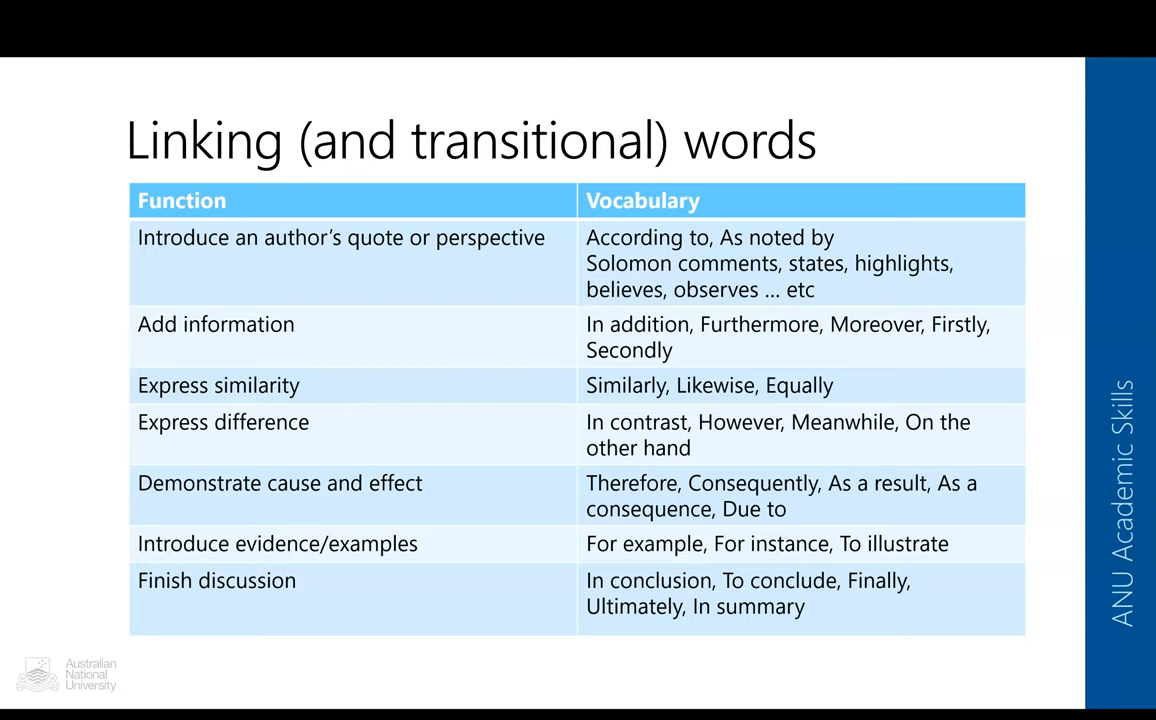 Linking (and transitional) words
Function
Vocabulary
Introduce an author’s quote or perspective
According to, As noted by
Solomon comments, states, highlights,
believes, observes ... etc
Add information
In addition, Furthermore, Moreover, Firstly,
Secondly
Express similarity
Similarly, Likewise, Equally
Express difference
In contrast, However, Meanwhile, On the
other hand
Demonstrate cause and effect
Therefore, Consequently, As a result, As a
consequence, Due to
Introduce evidence/examples
For example, For instance, To illustrate
Finish discussion
In conclusion, To conclude, Finally,
Ultimately, In summary
ANU Academic Skills
Australian
National
University